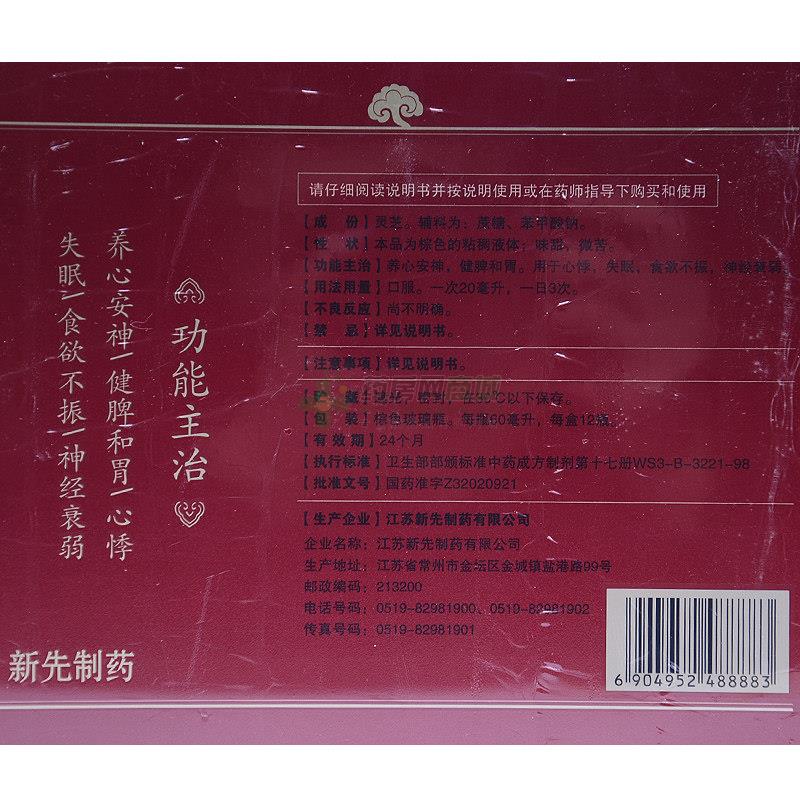 请仔细阅读说明书并按说明使用或在药师指导下购买和使用
【成 份】灵芝。辅料为：蔗糖、苯甲酸钠。
【性 状】本品为棕色的粘稠液体；味甜，微苦。
【功能主治】养心安神，健脾和胃。用于心悸，失眠，食欲不振，神经衰弱。
【用法用量】口服。一次20毫升，一日3次。
【不良反应】尚不明确。
【禁 忌】详见说明书。
【注意事项】详见说明书。
【贮 藏】遮光，密封，在30℃以下保存。
【包 装】棕色玻璃瓶。每瓶60毫升，每盒12瓶。
【有 效 期】24个月
【执行标准】卫生部部颁标准中药成方制剂第十七册WS3-B-3221-98
【批准文号】国药准字Z32020921
【生产企业】江苏新先制药有限公司
企业名称：江苏新先制药有限公司
生产地址：江苏省常州市金坛区金城镇盐港路99号
邮政编码：213200
电话号码：0519-82981900、0519-82981902
传真号码：0519-82981901
功能主治
养心安神 健脾和胃 心悸
失眠 食欲不振 神经衰弱
新先制药
6 904952 488883